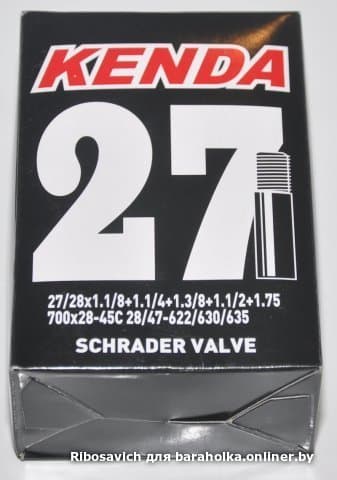 KENDA
27
27/28x1.1/8+1.1/4+1.3/8+1.1/2+1.75
700x28-45C 28/47-622/630/635
SCHRADER VALVE
Ribosavich для baraholka.onliner.by